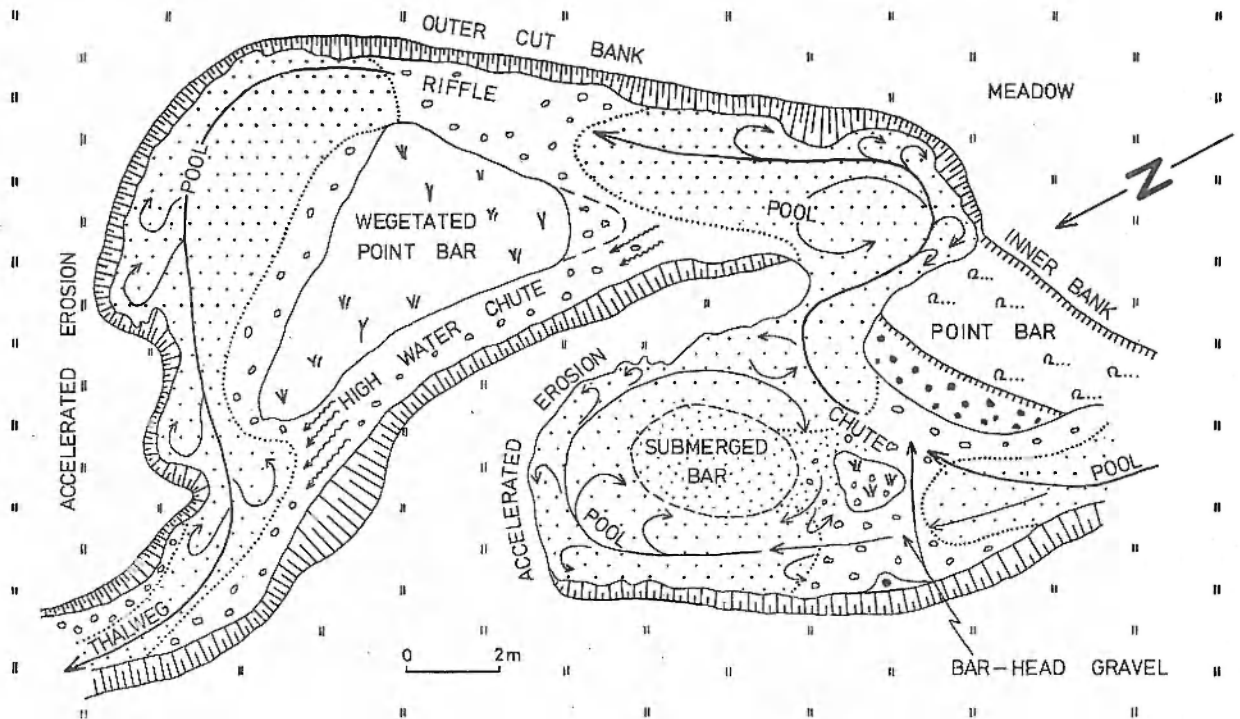 OUTER CUT BANK
RIFFLE
MEADOW
POOL
N
POOL
WEGETATED
POINT BAR
INNER BANK
POINT BAR
HIGH WATER CHUTE
ACCELERATED EROSION
ACCELERATED EROSION
SUBMERGED
BAR
CHUTE
POOL
POOL
THALWEG
0 2m
BAR-HEAD GRAVEL